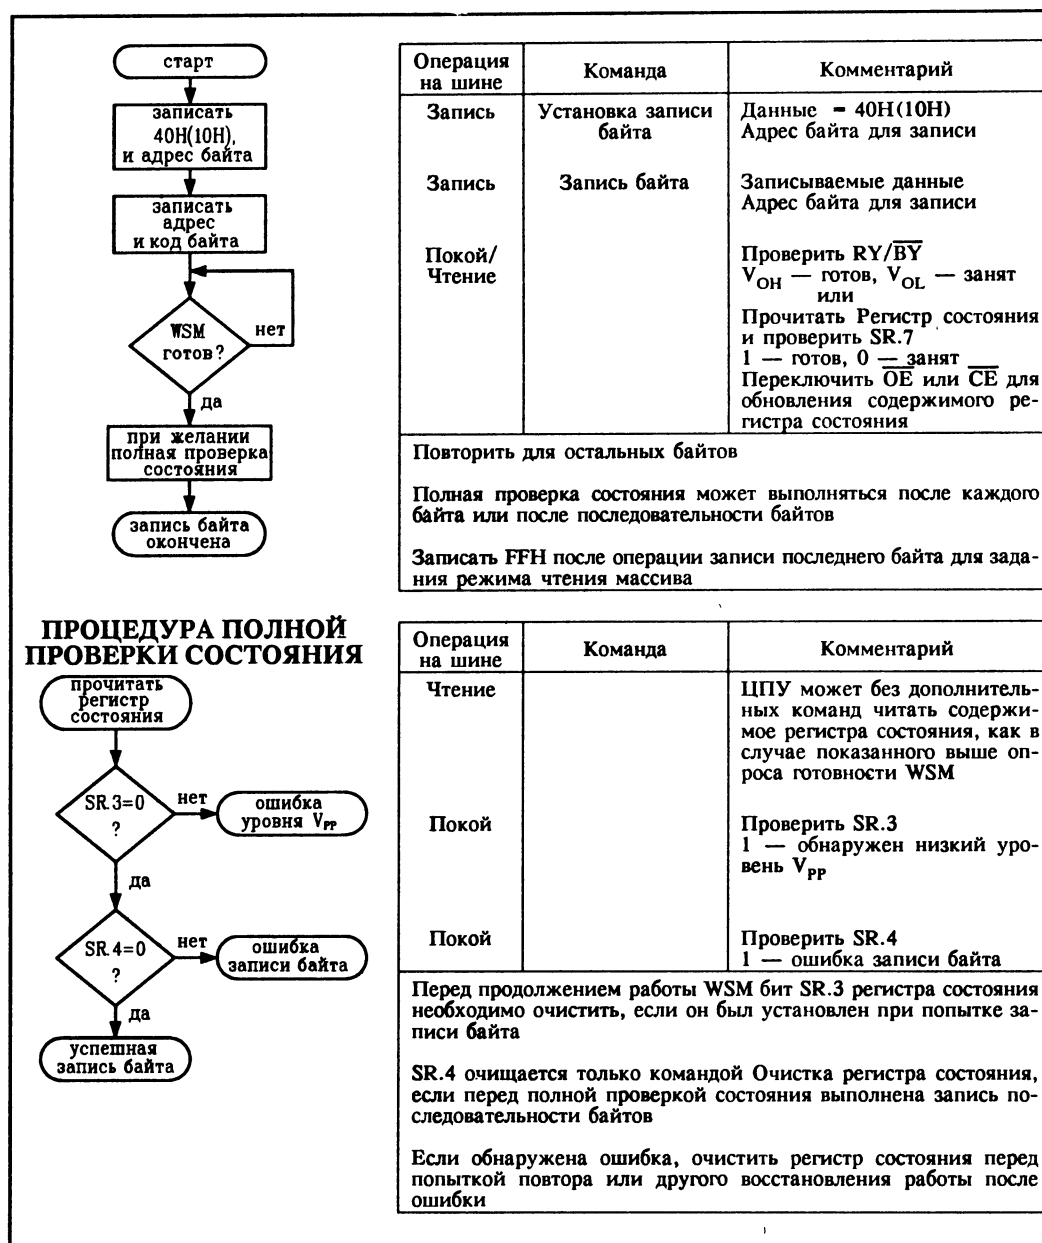 старт
записать
40H(10H),
и адрес байта
записать
адрес
и код байта
WSM
готов?
нет
да
при желании
полная проверка
состояния
запись байта
окончена
Операция
на шине
Команда
Комментарий
Запись
Установка записи
байта
Данные = 40H(10H)
Адрес байта для записи
Запись
Запись байта
Записываемые данные
Адрес байта для записи
Покой/
Чтение
Проверить RY/B̅Y̅
V_OH — готов, V_OL — занят
или
Прочитать Регистр состояния
и проверить SR.7
1 — готов, 0 — занят
Переключить O̅E̅ или C̅E̅ для
обновления содержимого ре-
гистра состояния
Повторить для остальных байтов
Полная проверка состояния может выполняться после каждого
байта или после последовательности байтов
Записать FFH после операции записи последнего байта для зада-
ния режима чтения массива
ПРОЦЕДУРА ПОЛНОЙ
ПРОВЕРКИ СОСТОЯНИЯ
прочитать
регистр
состояния
SR.3=0
?
нет
ошибка
уровня V_PP
да
SR.4=0
?
нет
ошибка
записи байта
да
успешная
запись байта
Операция
на шине
Команда
Комментарий
Чтение
ЦПУ может без дополнитель-
ных команд читать содержи-
мое регистра состояния, как в
случае показанного выше оп-
роса готовности WSM
Покой
Проверить SR.3
1 — обнаружен низкий уро-
вень V_PP
Покой
Проверить SR.4
1 — ошибка записи байта
Перед продолжением работы WSM бит SR.3 регистра состояния
необходимо очистить, если он был установлен при попытке за-
писи байта
SR.4 очищается только командой Очистка регистра состояния,
если перед полной проверкой состояния выполнена запись по-
следовательности байтов
Если обнаружена ошибка, очистить регистр состояния перед
попыткой повтора или другого восстановления работы после
ошибки